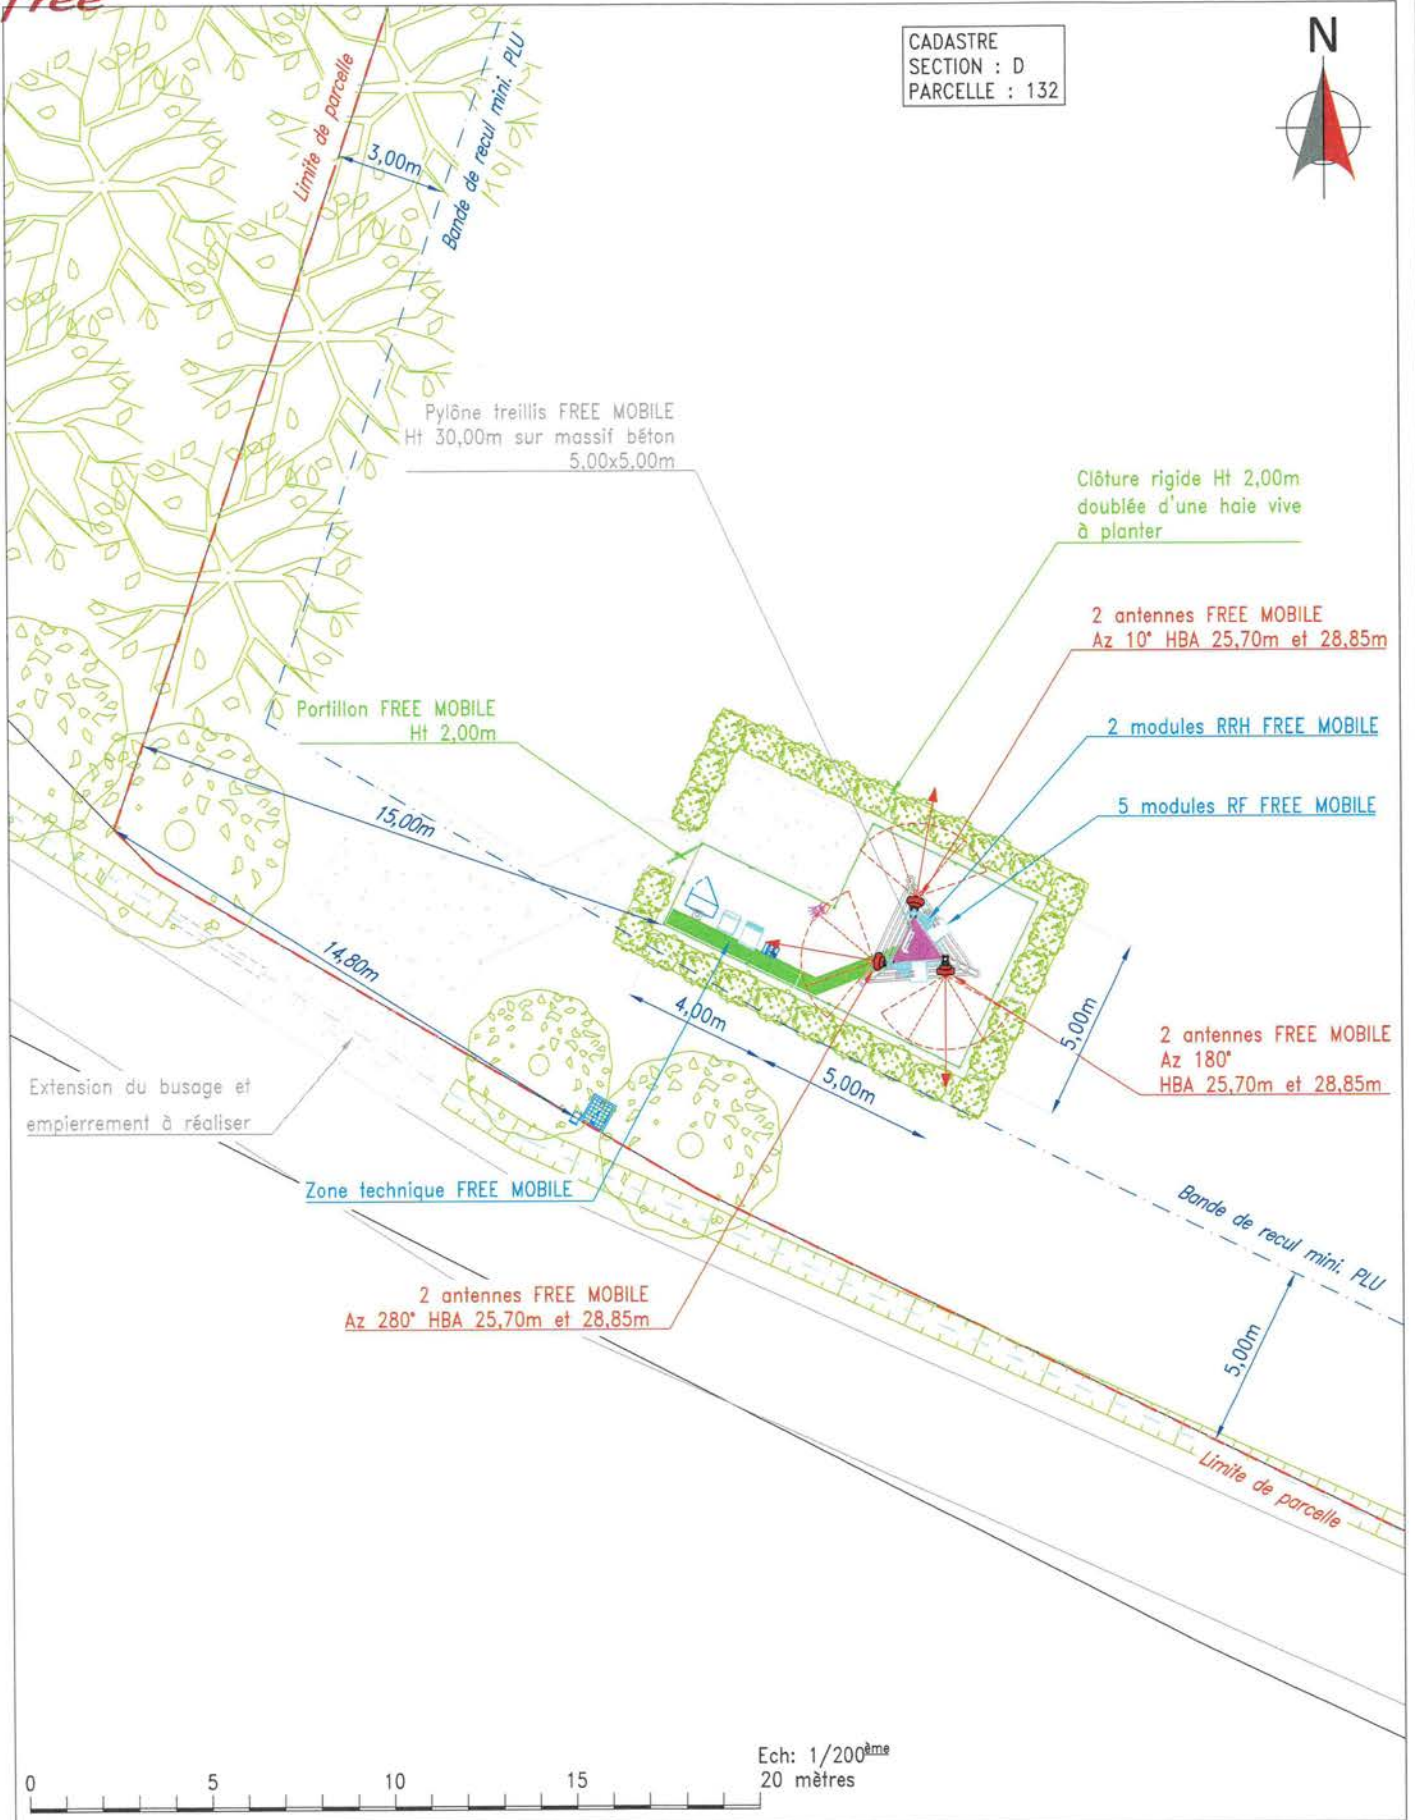 free
CADASTRE
SECTION : D
PARCELLE : 132
N
Limite de parcelle
3,00m
Bande de recul mini. PLU
Pylône treillis FREE MOBILE
Ht 30,00m sur massif béton
5,00x5,00m
Clôture rigide Ht 2,00m
doublée d'une haie vive
à planter
2 antennes FREE MOBILE
Az 10° HBA 25,70m et 28,85m
Portillon FREE MOBILE
Ht 2,00m
2 modules RRH FREE MOBILE
5 modules RF FREE MOBILE
15,00m
14,80m
4,00m
5,00m
5,00m
2 antennes FREE MOBILE
Az 180°
HBA 25,70m et 28,85m
Extension du busage et
empierrement à réaliser
Zone technique FREE MOBILE
Bande de recul mini. PLU
2 antennes FREE MOBILE
Az 280° HBA 25,70m et 28,85m
5,00m
Limite de parcelle
Ech: 1/200ème
0 5 10 15 20 mètres